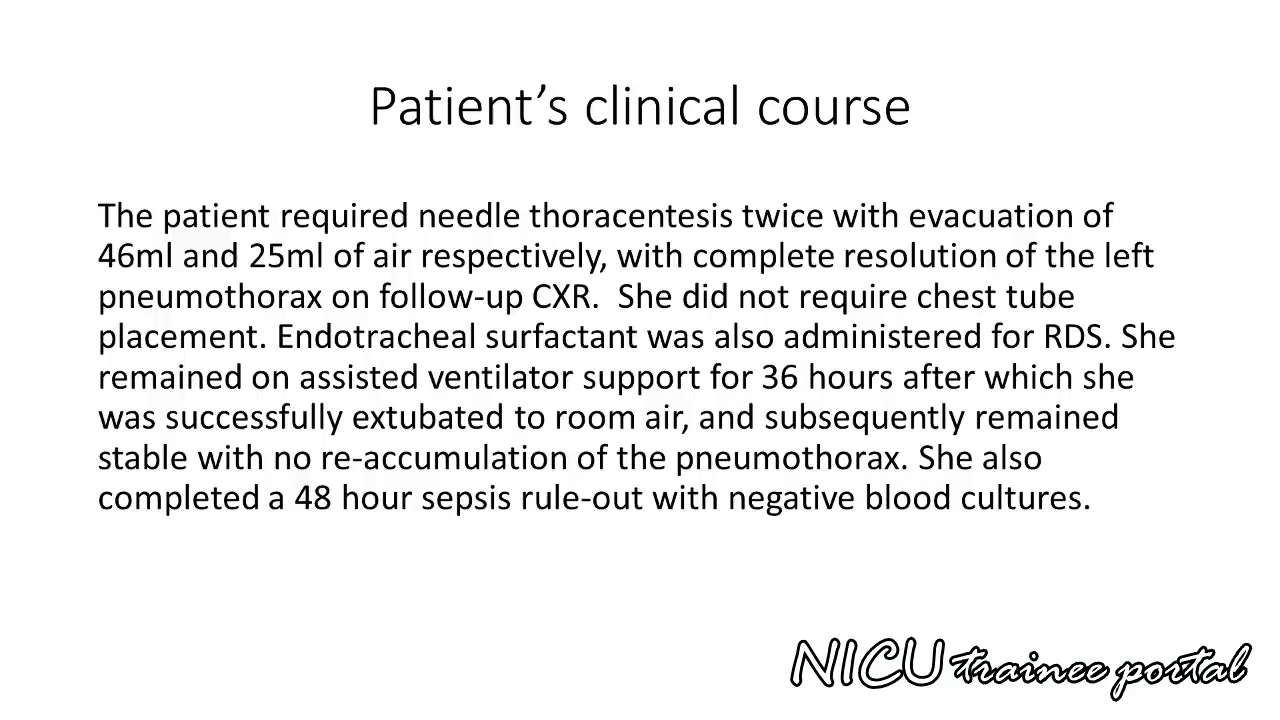 Patient’s clinical course
The patient required needle thoracentesis twice with evacuation of
46ml and 25ml of air respectively, with complete resolution of the left
pneumothorax on follow-up CXR.  She did not require chest tube
placement. Endotracheal surfactant was also administered for RDS. She
remained on assisted ventilator support for 36 hours after which she
was successfully extubated to room air, and subsequently remained
stable with no re-accumulation of the pneumothorax. She also
completed a 48 hour sepsis rule-out with negative blood cultures.
NICU trainee portal